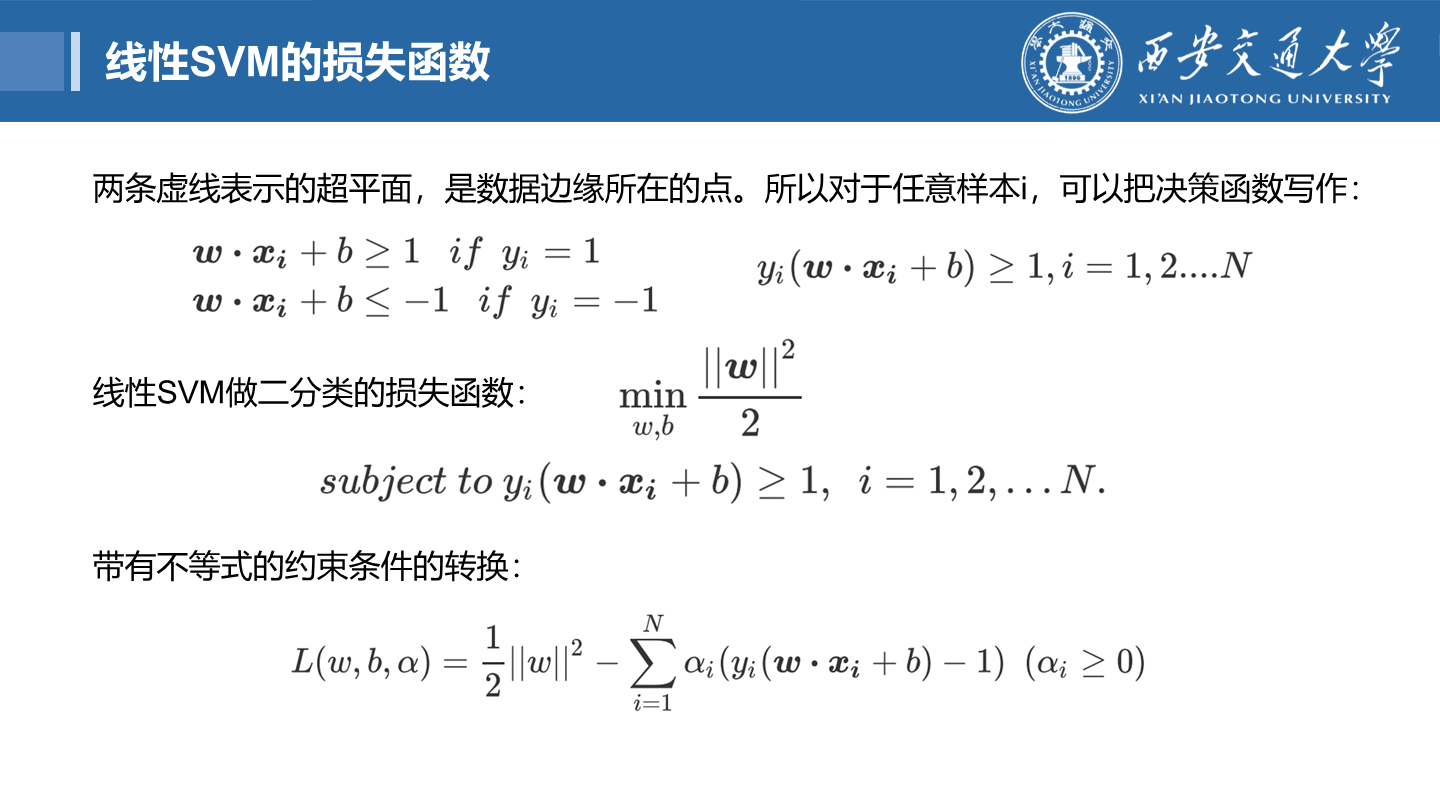 线性SVM的损失函数
西安交通大学
XI'AN JIAOTONG UNIVERSITY
1896
两条虚线表示的超平面，是数据边缘所在的点。所以对于任意样本i，可以把决策函数写作：
w · x_i + b ≥ 1 if y_i = 1
w · x_i + b ≤ −1 if y_i = −1
y_i(w · x_i + b) ≥ 1, i = 1, 2....N
线性SVM做二分类的损失函数：
min_{w,b} ||w||² / 2
subject to y_i(w · x_i + b) ≥ 1, i = 1, 2, ... N.
带有不等式的约束条件的转换：
L(w, b, α) = 1/2 ||w||² − ∑_{i=1}^{N} α_i(y_i(w · x_i + b) − 1) (α_i ≥ 0)